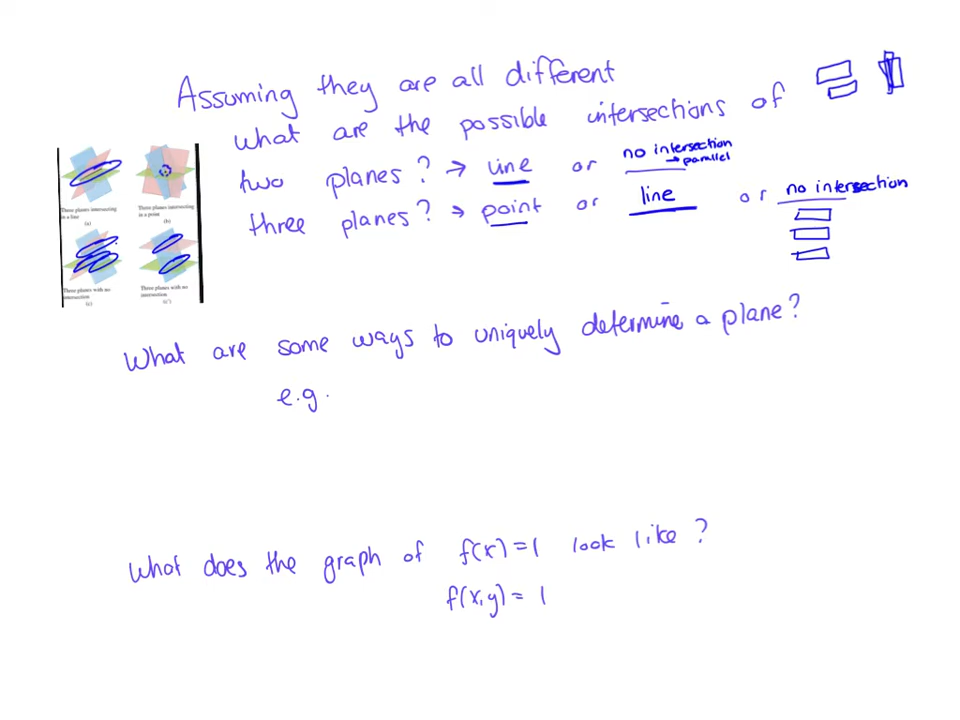 Assuming they are all different
what are the possible intersections of
two planes? → line or no intersection → parallel
three planes? → point or line or no intersection
Three planes intersecting
in a line
(a)
Three planes intersecting
in a point
(b)
Three planes with no
intersection
(c)
Three planes with no
intersection
(c')
What are some ways to uniquely determine a plane?
e.g.
What does the graph of f(x)=1 look like?
f(x,y)= 1